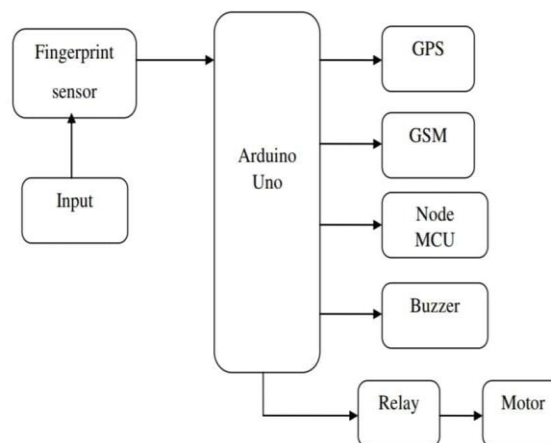 Fingerprint
sensor
Input
Arduino
Uno
GPS
GSM
Node
MCU
Buzzer
Relay
Motor